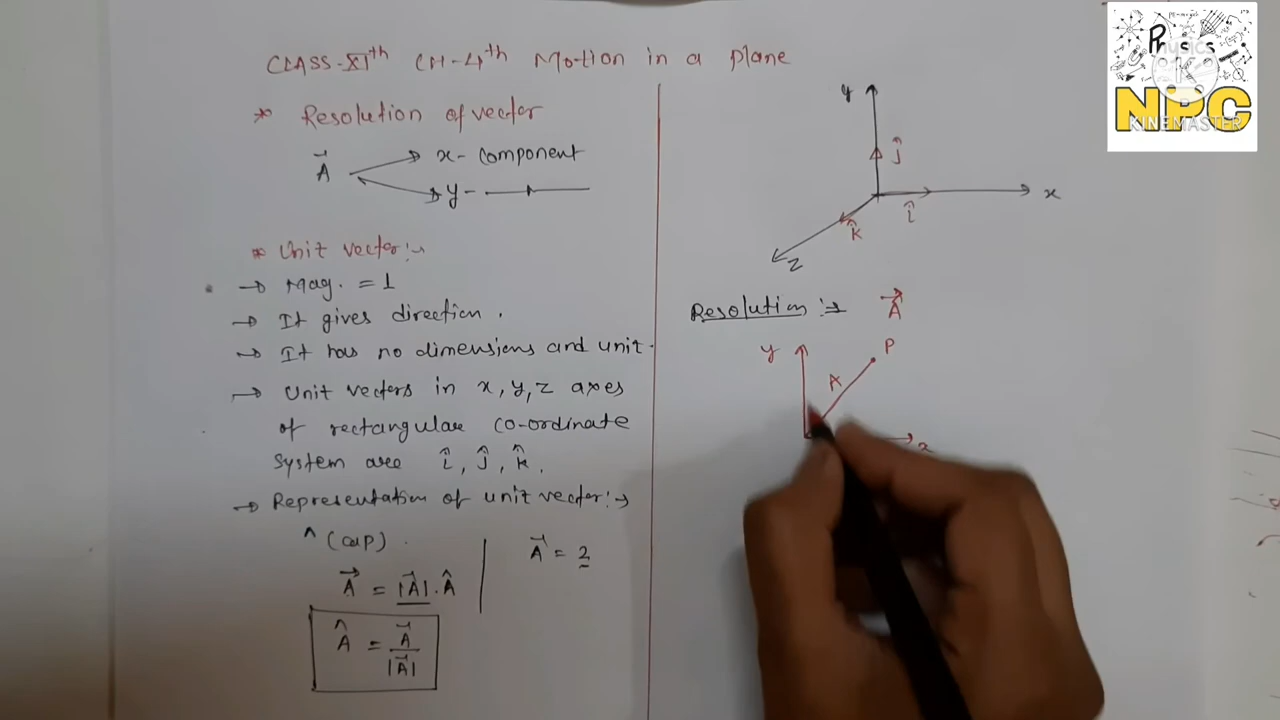 CLASS-XIth CH-4th Motion in a plane
* Resolution of vector
A⃗ x- component
y-
* Unit vector:-
→ Mag. = 1
→ It gives direction.
→ It has no dimensions and unit.
→ Unit vectors in x, y, z axes
of rectangular co-ordinate
system are î, ĵ, k̂.
→ Representation of unit vector:→
^ (cap).
A⃗ = |A⃗|.Â
 = A⃗ / |A⃗|
A⃗ = 2
y
ĵ
î
x
k̂
z
Resolution:→ A⃗
y
P
A
x
Physics
OK
NPC
KINEMASTER